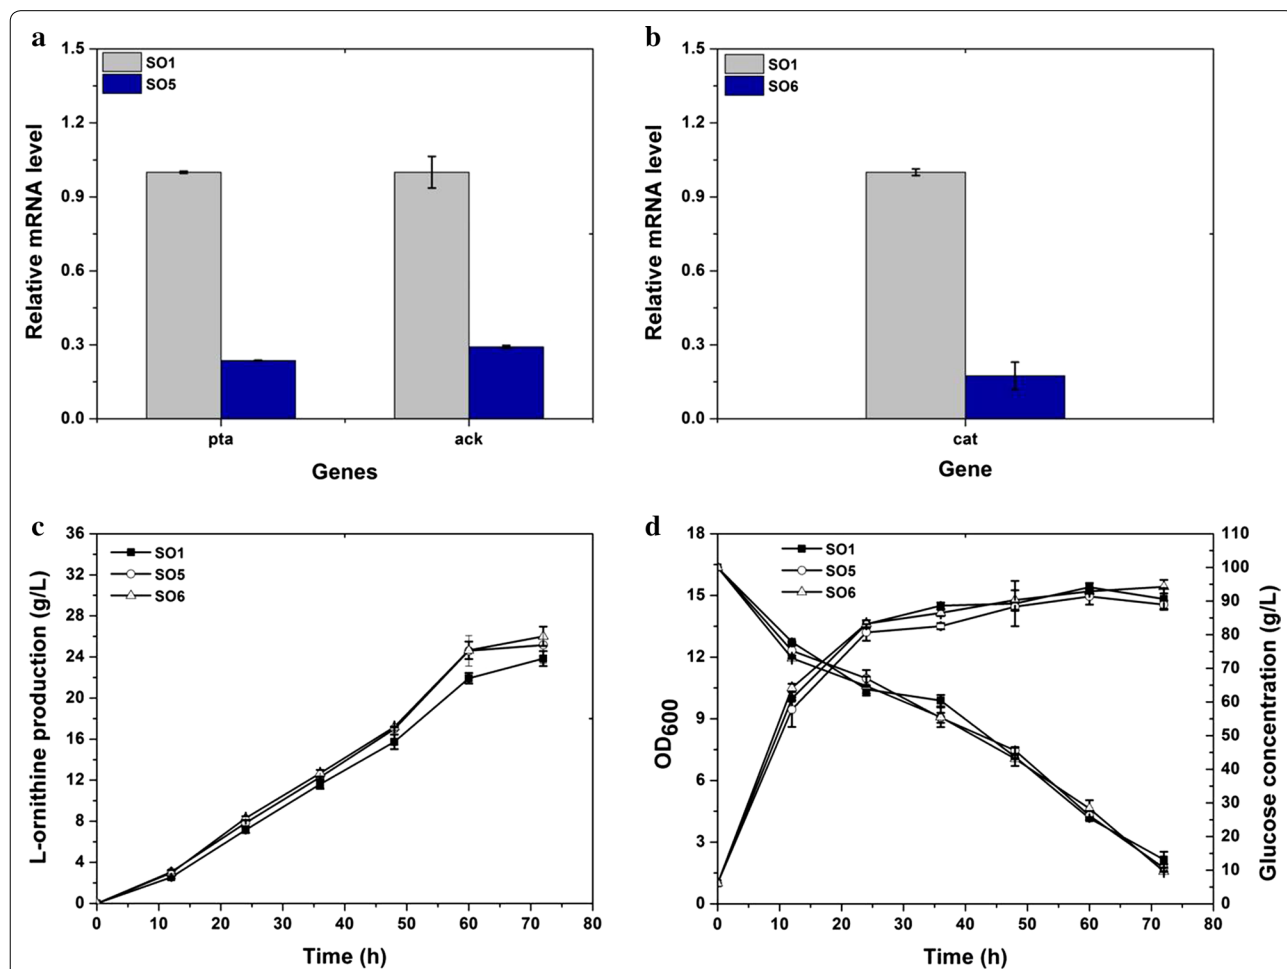 a
1.5
1.2
0.9
0.6
0.3
0.0
Relative mRNA level
SO1
SO5
pta
ack
Genes
b
1.5
1.2
0.9
0.6
0.3
0.0
Relative mRNA level
SO1
SO6
cat
Gene
c
36
32
28
24
20
16
12
8
4
0
L-ornithine production (g/L)
SO1
SO5
SO6
0 10 20 30 40 50 60 70 80
Time (h)
d
18
15
12
9
6
3
0
OD600
SO1
SO5
SO6
110
100
90
80
70
60
50
40
30
20
10
0
Glucose concentration (g/L)
0 10 20 30 40 50 60 70 80
Time (h)